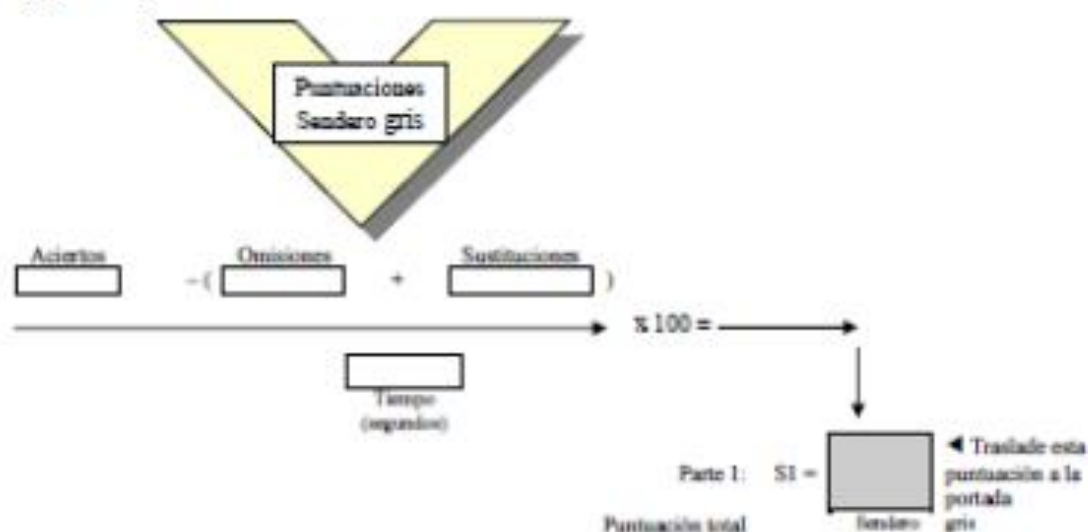 Puntuaciones
Sendero gris
Aciertos Omisiones Sustituciones
- ( + )
x 100 =
Tiempo
(segundos)
Parte 1: S1 =
◄ Traslade esta
puntuación a la
portada
Puntuación total Sendero gris